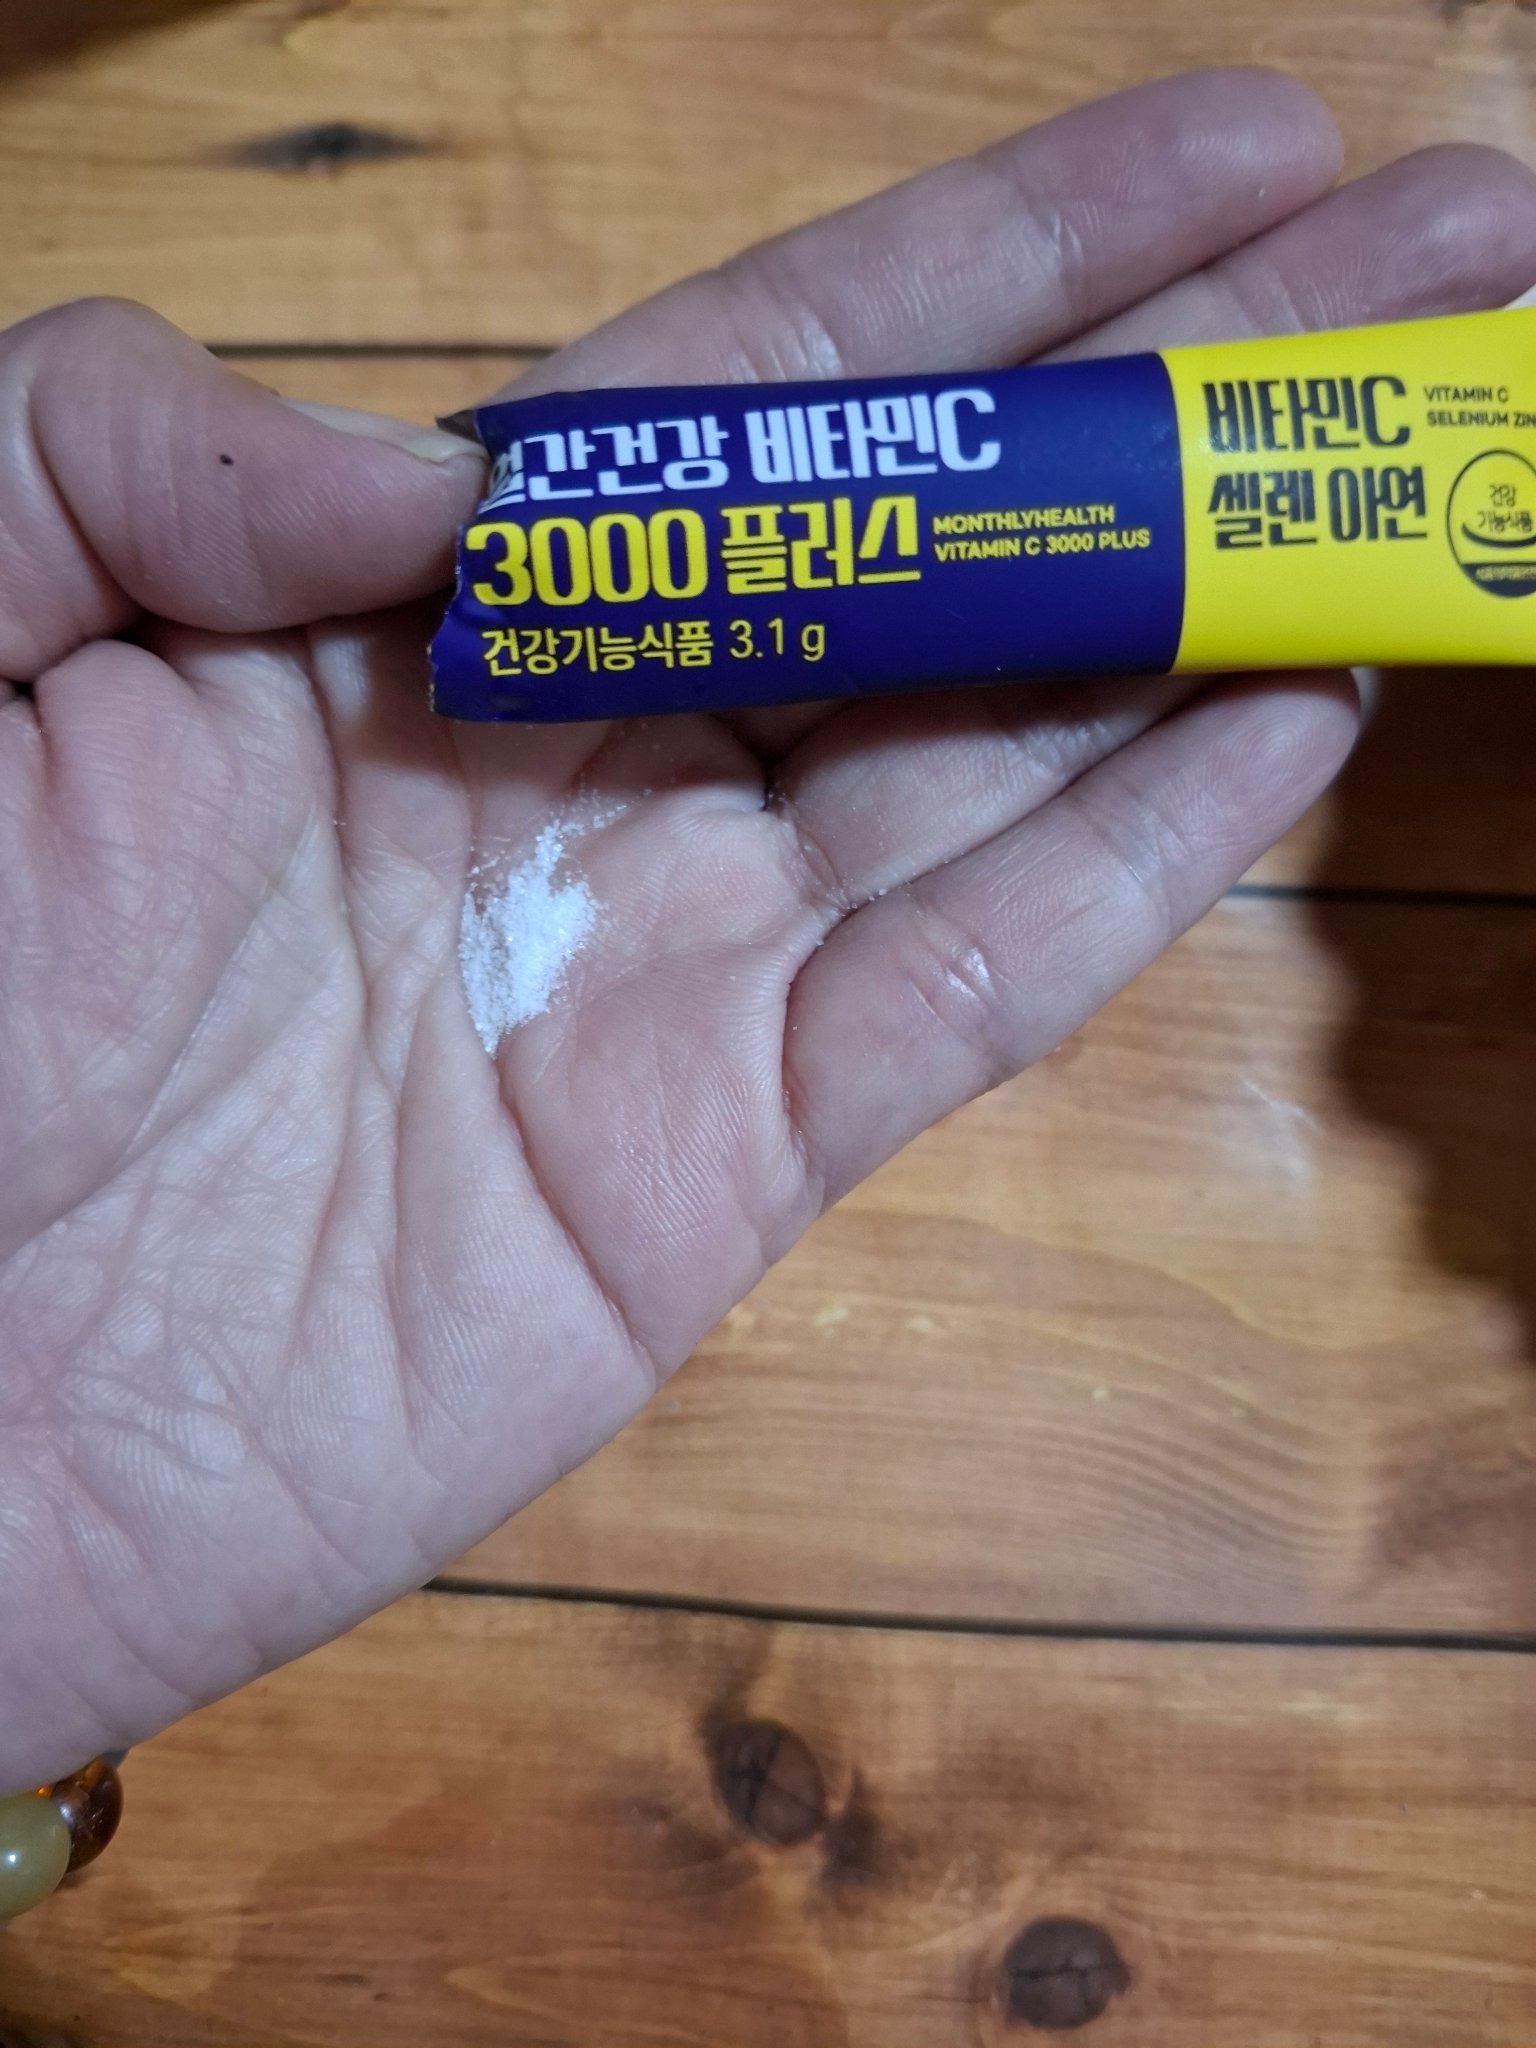 월간건강 비타민C
3000 플러스
MONTHLYHEALTH
VITAMIN C 3000 PLUS
건강기능식품 3.1 g
비타민C
셀렌 아연
VITAMIN C
SELENIUM ZIN
건강
기능식품